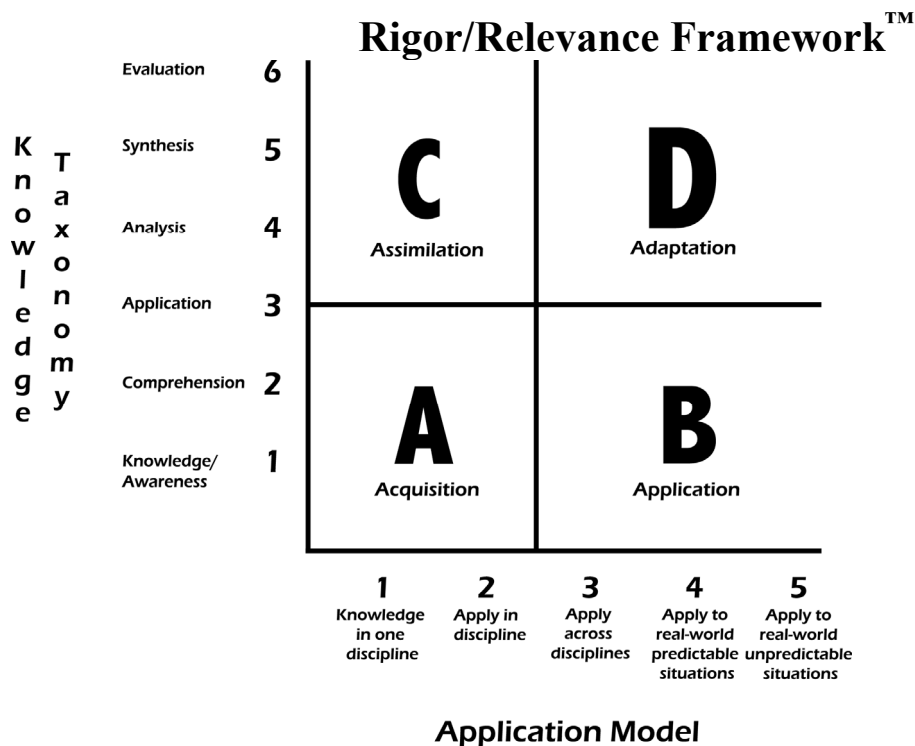 Rigor/Relevance Framework™
Knowledge
Taxonomy
Evaluation 6
Synthesis 5
Analysis 4
Application 3
Comprehension 2
Knowledge/
Awareness 1
C
Assimilation
D
Adaptation
A
Acquisition
B
Application
1
Knowledge
in one
discipline
2
Apply in
discipline
3
Apply
across
disciplines
4
Apply to
real-world
predictable
situations
5
Apply to
real-world
unpredictable
situations
Application Model